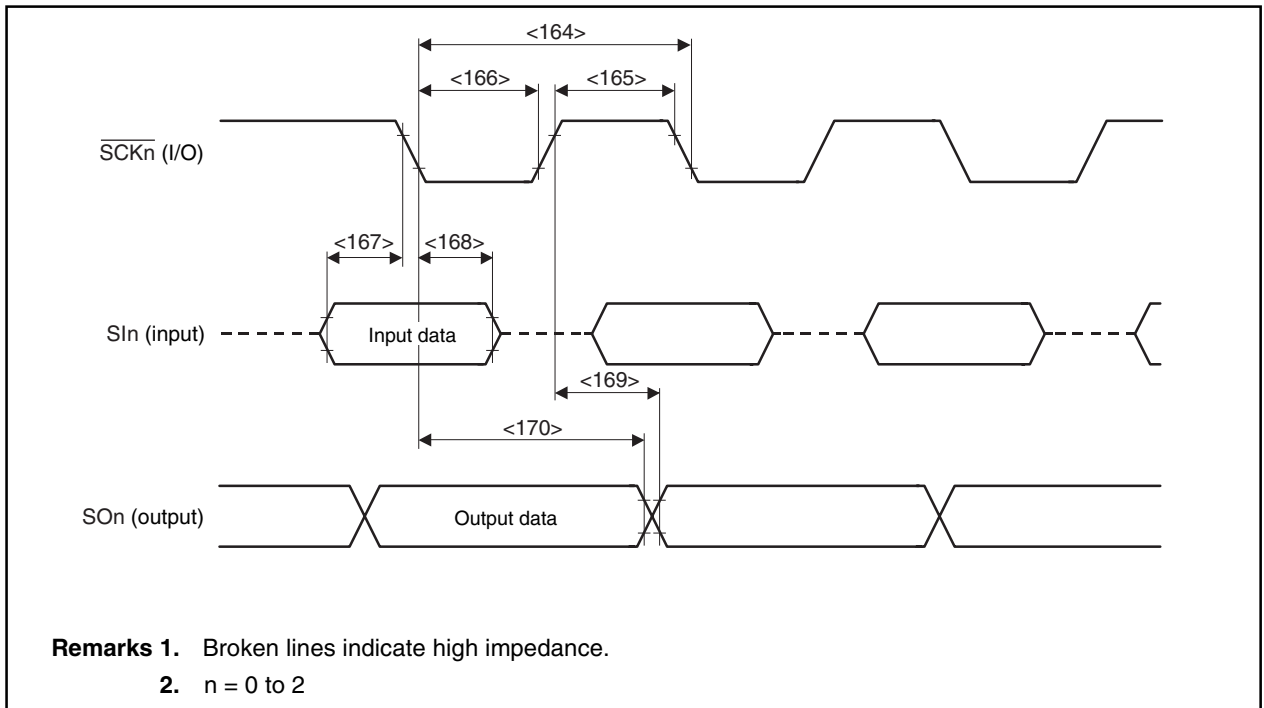 <164>
<166> <165>
SCKn (I/O)
<167> <168>
SIn (input) Input data
<169>
<170>
SOn (output) Output data
Remarks 1. Broken lines indicate high impedance.
2. n = 0 to 2